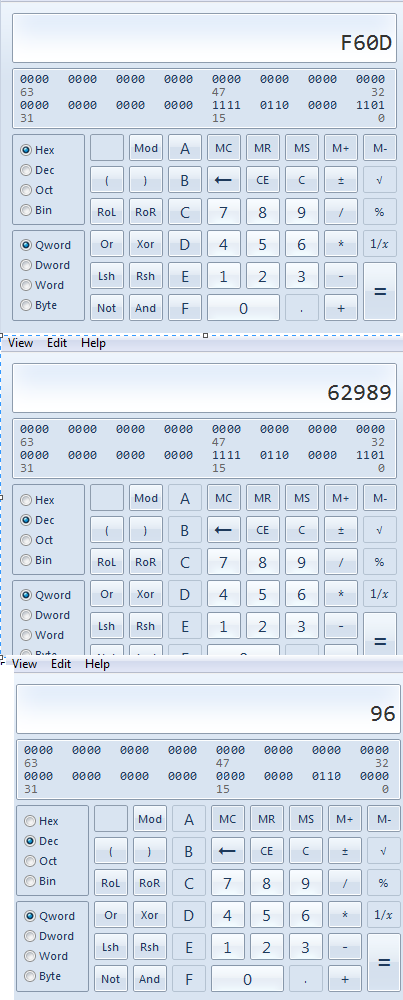 F60D
0000 0000 0000 0000 0000 0000 0000 0000
63 47 32
0000 0000 0000 0000 1111 0110 0000 1101
31 15 0
Hex Mod A MC MR MS M+ M-
Dec ( ) B ← CE C ± √
Oct
Bin RoL RoR C 7 8 9 / %
Qword Or Xor D 4 5 6 * 1/x
Dword Lsh Rsh E 1 2 3 - =
Word
Byte Not And F 0 . +
View Edit Help
62989
0000 0000 0000 0000 0000 0000 0000 0000
63 47 32
0000 0000 0000 0000 1111 0110 0000 1101
31 15 0
Hex Mod A MC MR MS M+ M-
Dec ( ) B ← CE C ± √
Oct
Bin RoL RoR C 7 8 9 / %
Qword Or Xor D 4 5 6 * 1/x
Dword Lsh Rsh E 1 2 3 - =
Word
View Edit Help
96
0000 0000 0000 0000 0000 0000 0000 0000
63 47 32
0000 0000 0000 0000 0000 0000 0110 0000
31 15 0
Hex Mod A MC MR MS M+ M-
Dec ( ) B ← CE C ± √
Oct
Bin RoL RoR C 7 8 9 / %
Qword Or Xor D 4 5 6 * 1/x
Dword Lsh Rsh E 1 2 3 - =
Word
Byte Not And F 0 . +